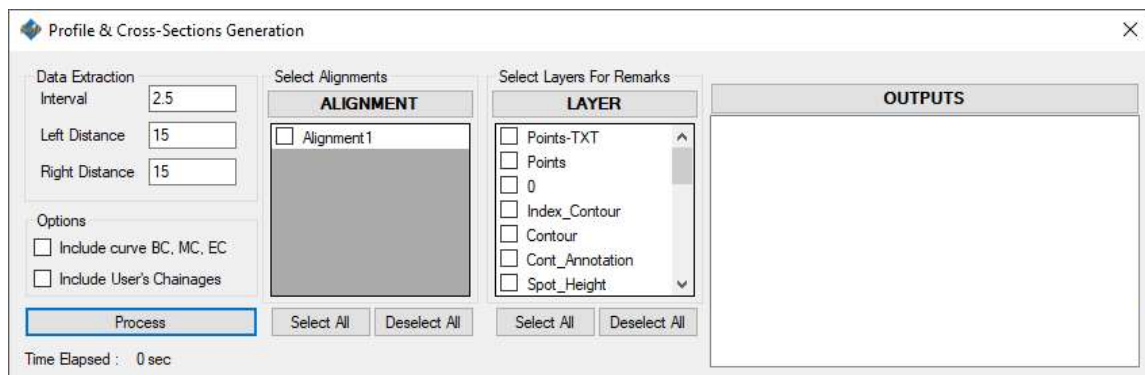 Profile & Cross-Sections Generation
Data Extraction
Interval 2.5
Left Distance 15
Right Distance 15
Options
Include curve BC, MC, EC
Include User's Chainages
Process
Time Elapsed : 0 sec
Select Alignments
ALIGNMENT
Alignment1
Select All Deselect All
Select Layers For Remarks
LAYER
Points-TXT
Points
0
Index_Contour
Contour
Cont_Annotation
Spot_Height
Select All Deselect All
OUTPUTS